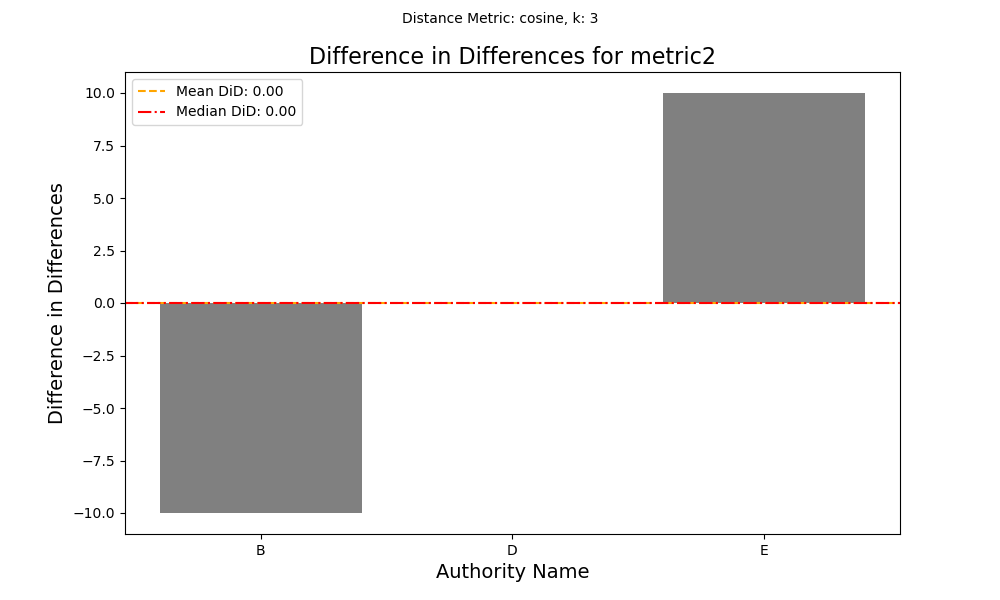 Distance Metric: cosine, k: 3
Difference in Differences for metric2
Mean DiD: 0.00
Median DiD: 0.00
10.0
7.5
5.0
2.5
0.0
−2.5
−5.0
−7.5
−10.0
Difference in Differences
B D E
Authority Name